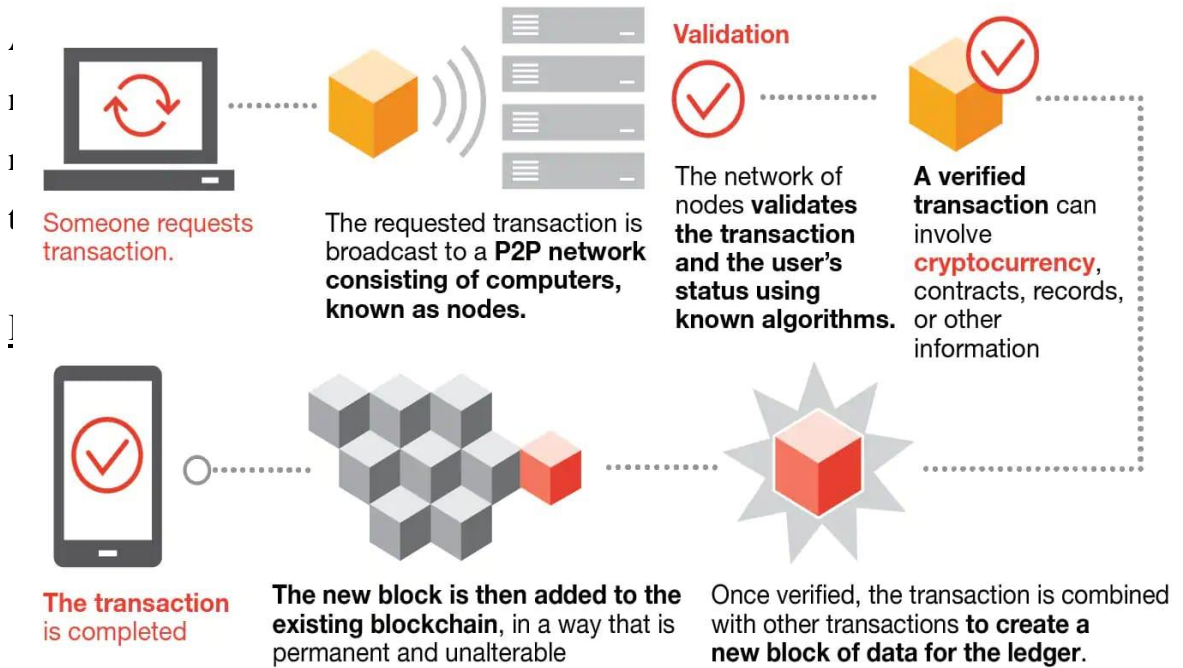 Someone requests
transaction.
The requested transaction is
broadcast to a P2P network
consisting of computers,
known as nodes.
Validation
The network of
nodes validates
the transaction
and the user's
status using
known algorithms.
A verified
transaction can
involve
cryptocurrency,
contracts, records,
or other
information
Once verified, the transaction is combined
with other transactions to create a
new block of data for the ledger.
The new block is then added to the
existing blockchain, in a way that is
permanent and unalterable
The transaction
is completed